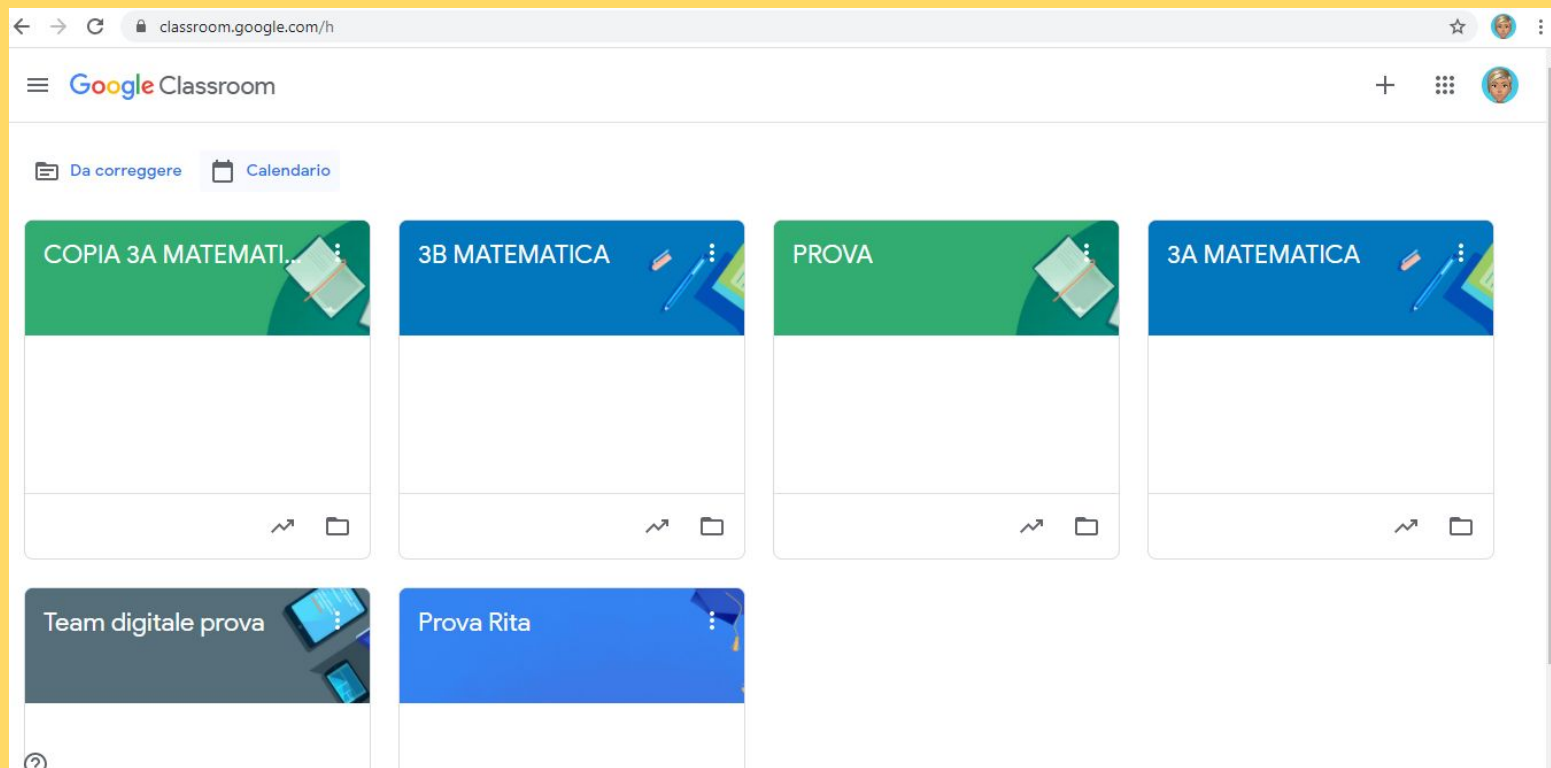 classroom.google.com/h
Google Classroom
Da correggere Calendario
COPIA 3A MATEMATI...
3B MATEMATICA
PROVA
3A MATEMATICA
Team digitale prova
Prova Rita